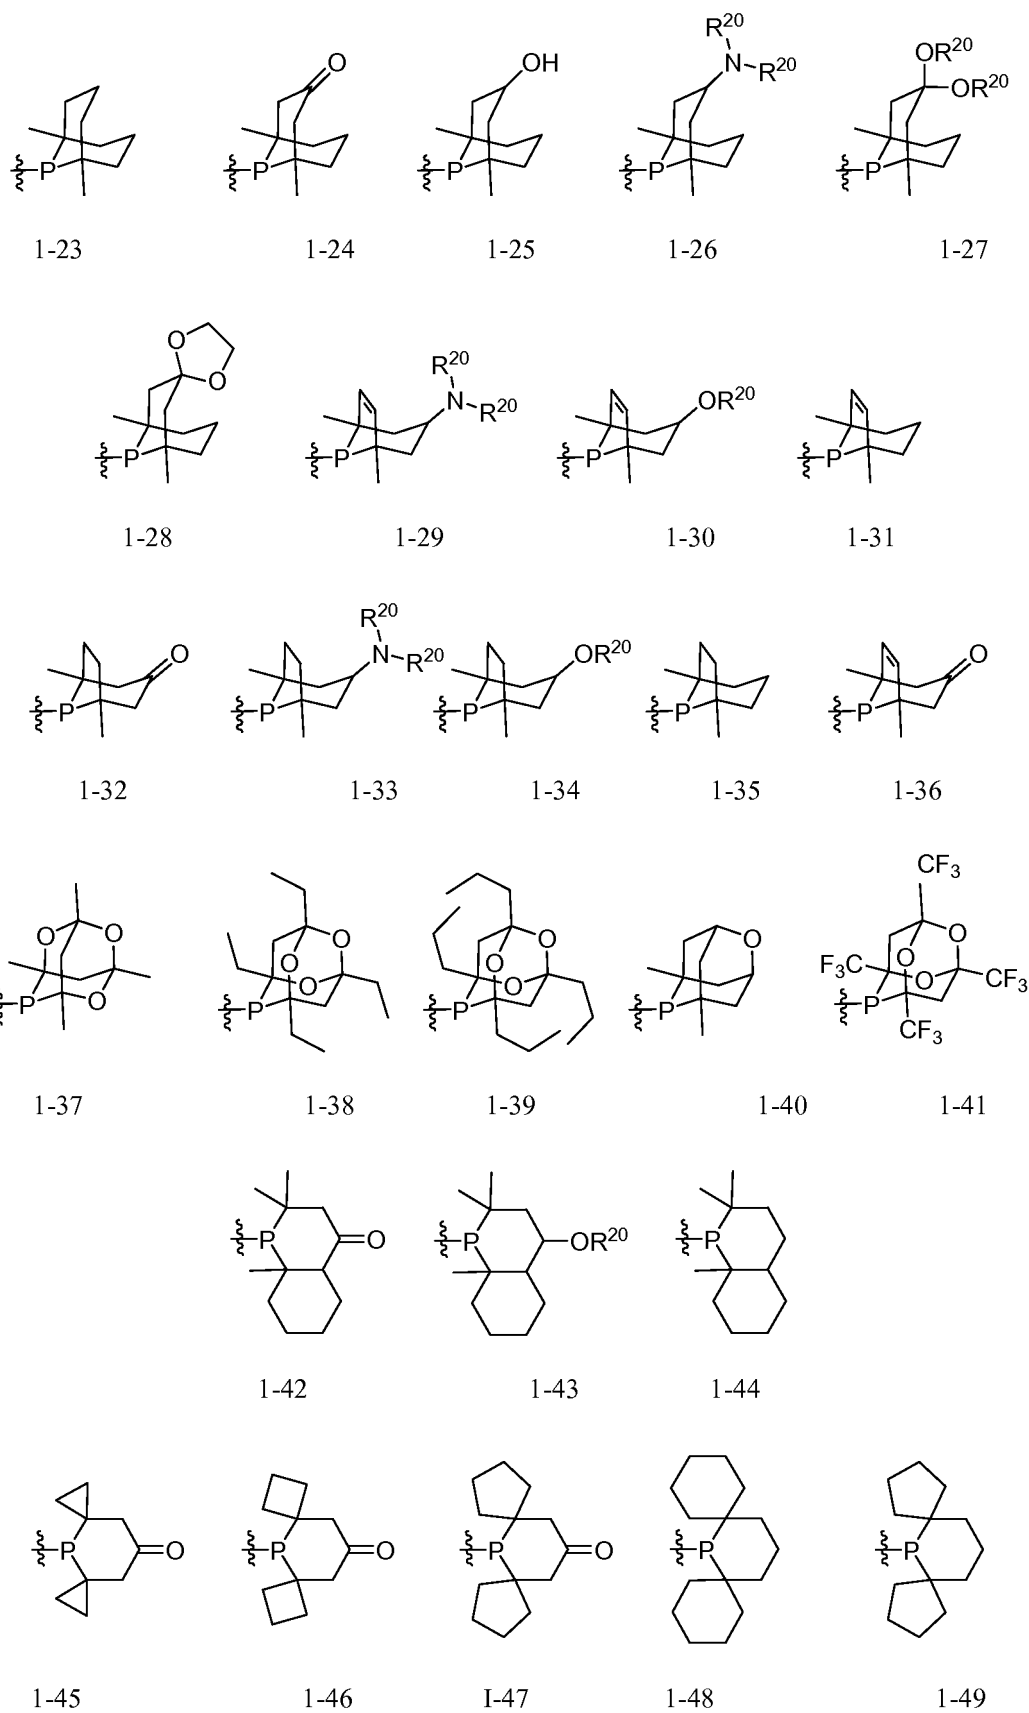 R20
O OH N R20 OR20
OR20
P P P P P
1-23 1-24 1-25 1-26 1-27
O
O
R20
N R20 OR20
P P P P
1-28 1-29 1-30 1-31
R20
O N R20 OR20 O
P P P P P
1-32 1-33 1-34 1-35 1-36
CF3
O O O O O O
O O O
F3C O O O CF3
P O P P P P
CF3
1-37 1-38 1-39 1-40 1-41
P O P OR20 P
1-42 1-43 1-44
P O P O P O P P
1-45 1-46 I-47 1-48 1-49